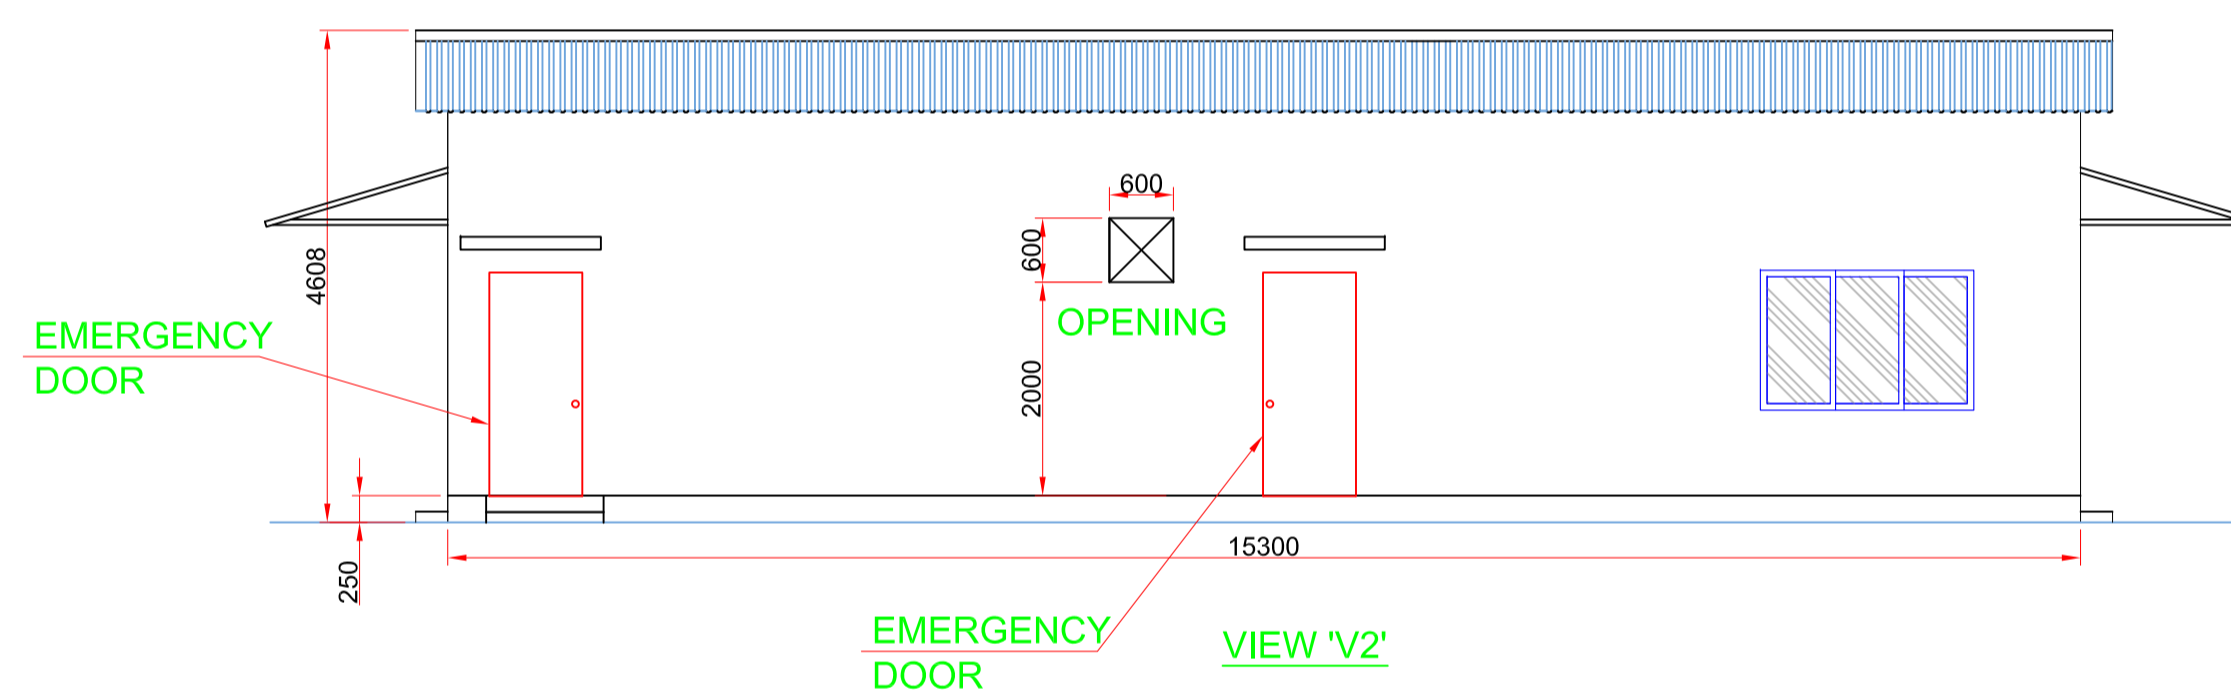 600
600
4608
OPENING
EMERGENCY
DOOR
2000
15300
250
EMERGENCY
DOOR
VIEW 'V2'